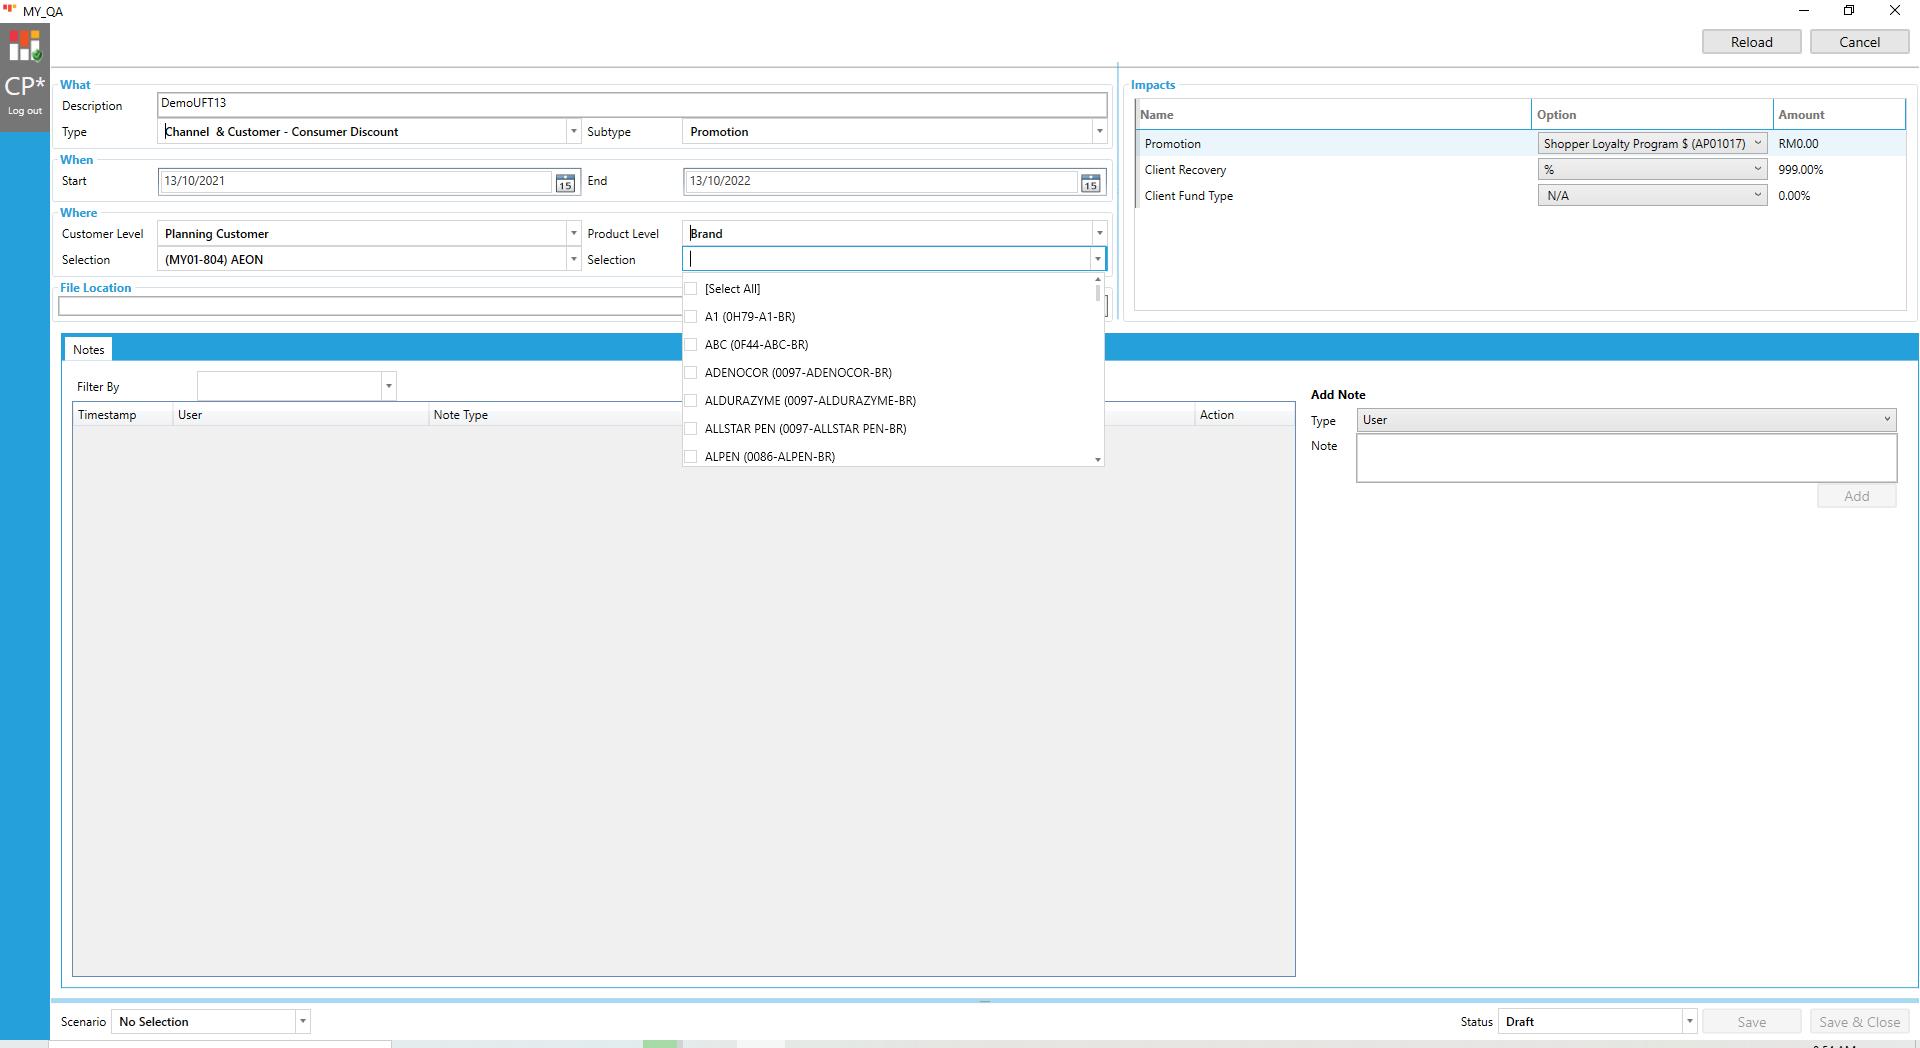 MY_QA
Reload Cancel
CP*
Log out
What
Description DemoUFT13
Type Channel & Customer - Consumer Discount Subtype Promotion
When
Start 13/10/2021 15 End 13/10/2022 15
Where
Customer Level Planning Customer Product Level Brand
Selection (MY01-804) AEON Selection
File Location
[Select All]
A1 (0H79-A1-BR)
ABC (0F44-ABC-BR)
ADENOCOR (0097-ADENOCOR-BR)
ALDURAZYME (0097-ALDURAZYME-BR)
ALLSTAR PEN (0097-ALLSTAR PEN-BR)
ALPEN (0086-ALPEN-BR)
Impacts
Name Option Amount
Promotion Shopper Loyalty Program $ (AP01017) RM0.00
Client Recovery % 999.00%
Client Fund Type N/A 0.00%
Notes
Filter By
Timestamp User Note Type Action
Add Note
Type User
Note
Add
Scenario No Selection
Status Draft Save Save & Close